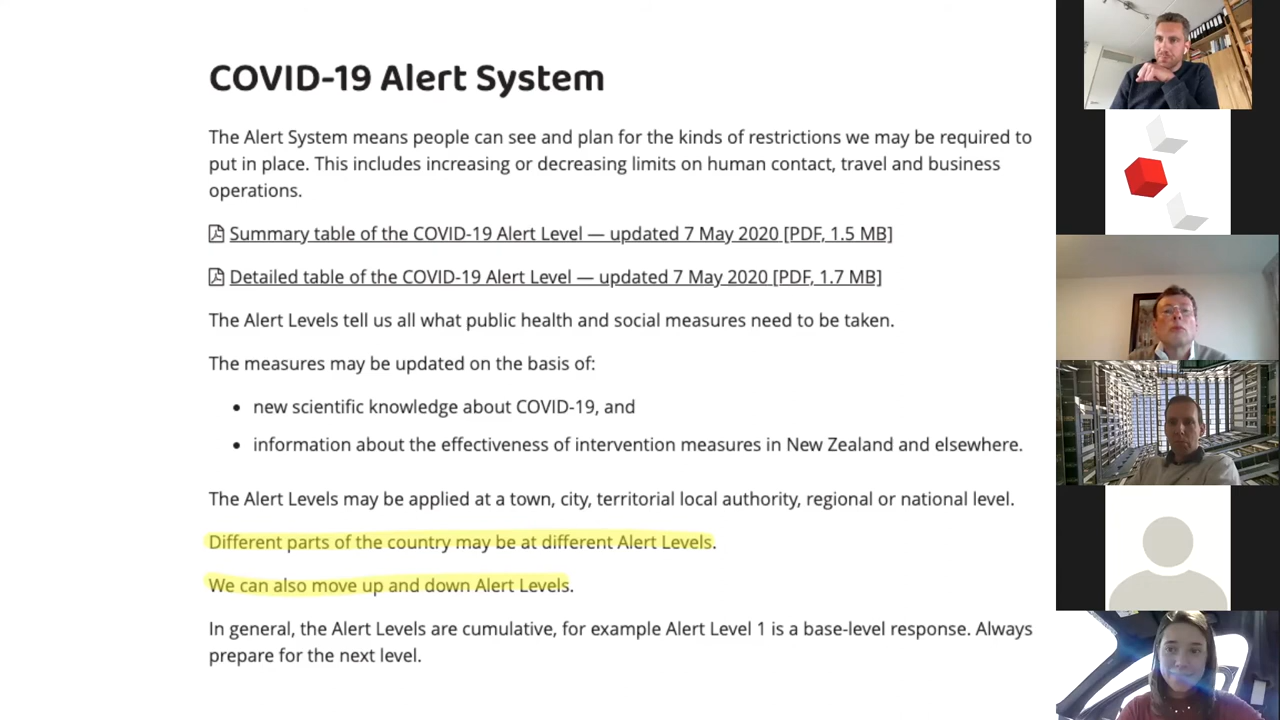 COVID-19 Alert System
The Alert System means people can see and plan for the kinds of restrictions we may be required to
put in place. This includes increasing or decreasing limits on human contact, travel and business
operations.
Summary table of the COVID-19 Alert Level — updated 7 May 2020 [PDF, 1.5 MB]
Detailed table of the COVID-19 Alert Level — updated 7 May 2020 [PDF, 1.7 MB]
The Alert Levels tell us all what public health and social measures need to be taken.
The measures may be updated on the basis of:
• new scientific knowledge about COVID-19, and
• information about the effectiveness of intervention measures in New Zealand and elsewhere.
The Alert Levels may be applied at a town, city, territorial local authority, regional or national level.
Different parts of the country may be at different Alert Levels.
We can also move up and down Alert Levels.
In general, the Alert Levels are cumulative, for example Alert Level 1 is a base-level response. Always
prepare for the next level.